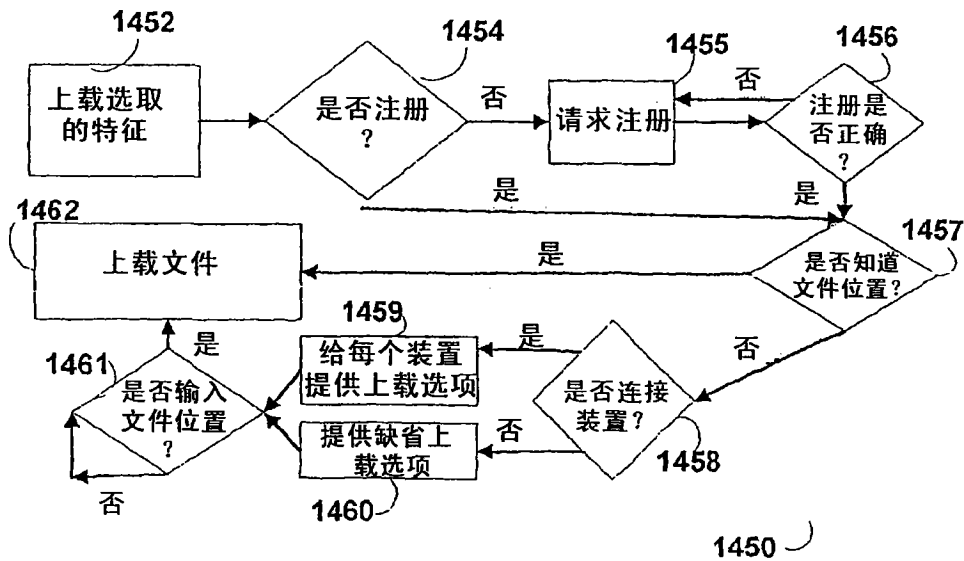 1452
上载选取
的特征
1454
是否注册
?
否
1455
请求注册
否
1456
注册是
否正确
?
是
是
1457
是否知道
文件位置?
是
1462
上载文件
否
1458
是否连接
装置?
是
1459
给每个装置
提供上载选项
否
提供缺省上
载选项
1460
1461
是否输入
文件位置
?
是
否
1450